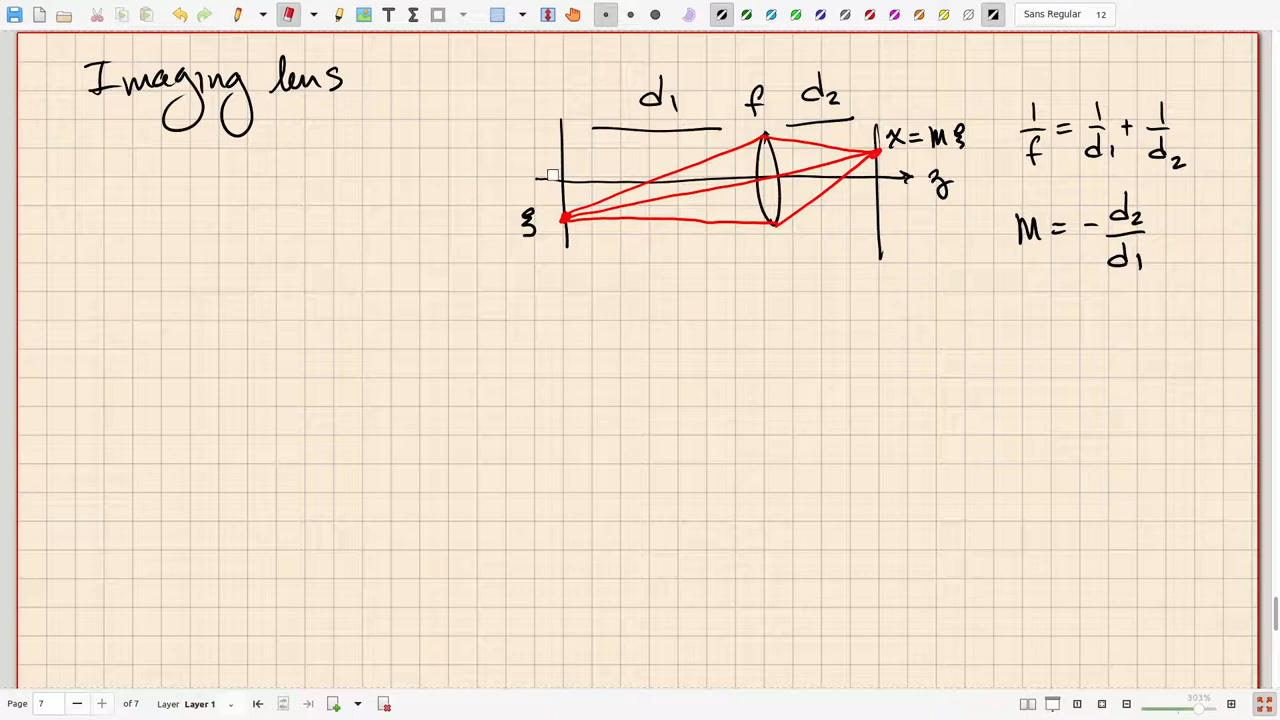 Sans Regular 12
Imaging lens
d₁ f d₂
x = Mξ
ξ
z
1/f = 1/d₁ + 1/d₂
M = - d₂/d₁
Page 7 of 7 Layer Layer 1
303%